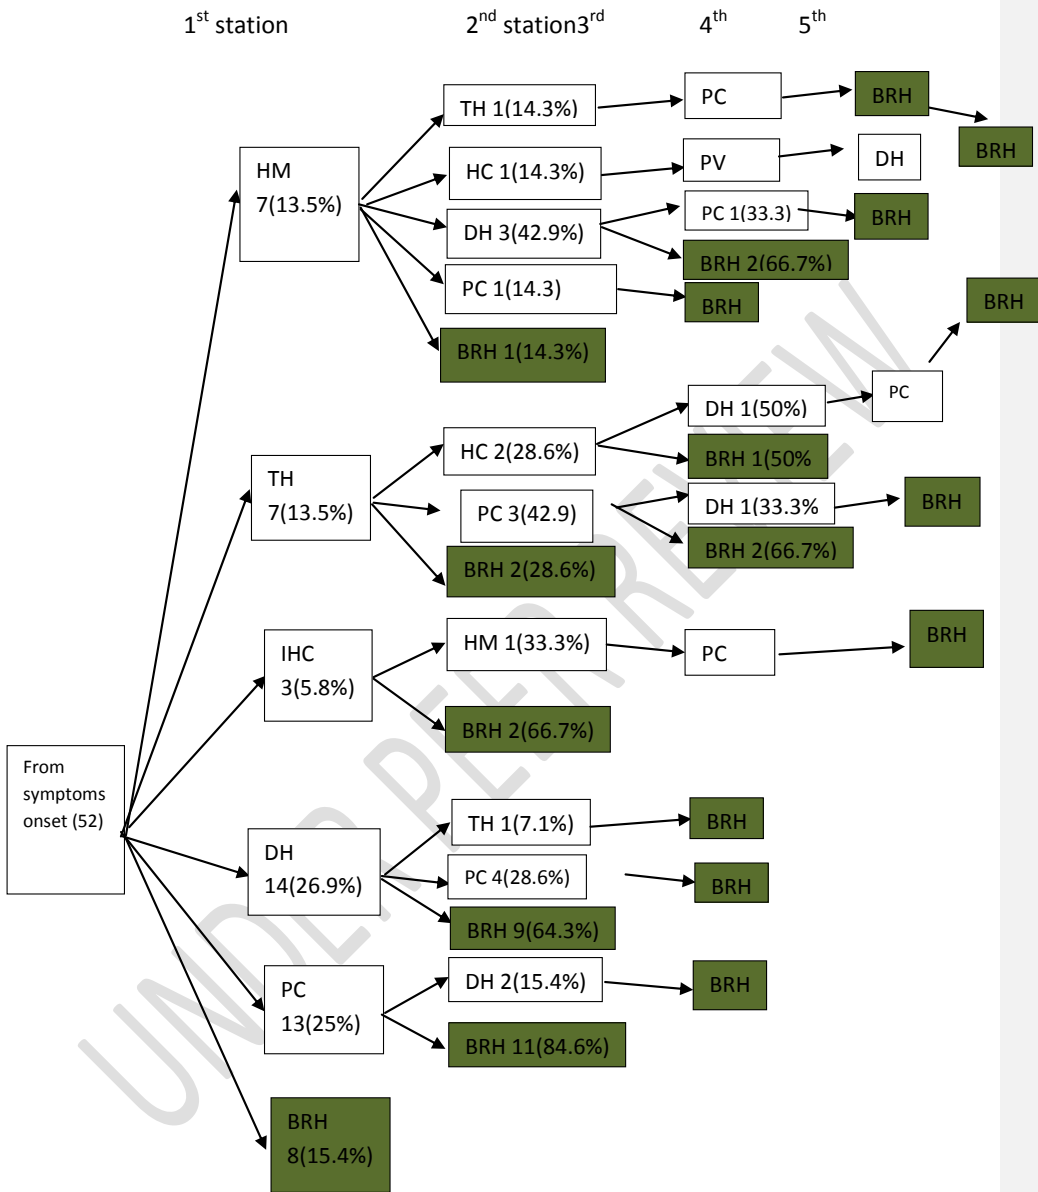 1st station 2nd station3rd 4th 5th
TH 1(14.3%)
PC
BRH
BRH
HM
7(13.5%)
HC 1(14.3%)
PV
DH
DH 3(42.9%)
PC 1(33.3)
BRH
BRH 2(66.7%)
PC 1(14.3)
BRH
BRH 1(14.3%)
BRH
TH
7(13.5%)
HC 2(28.6%)
DH 1(50%)
PC
BRH 1(50%
PC 3(42.9)
DH 1(33.3%
BRH
BRH 2(66.7%)
BRH 2(28.6%)
IHC
3(5.8%)
HM 1(33.3%)
PC
BRH
BRH 2(66.7%)
From
symptoms
onset (52)
DH
14(26.9%)
TH 1(7.1%)
BRH
PC 4(28.6%)
BRH
BRH 9(64.3%)
PC
13(25%)
DH 2(15.4%)
BRH
BRH 11(84.6%)
BRH
8(15.4%)
UNDER PEER REVIEW